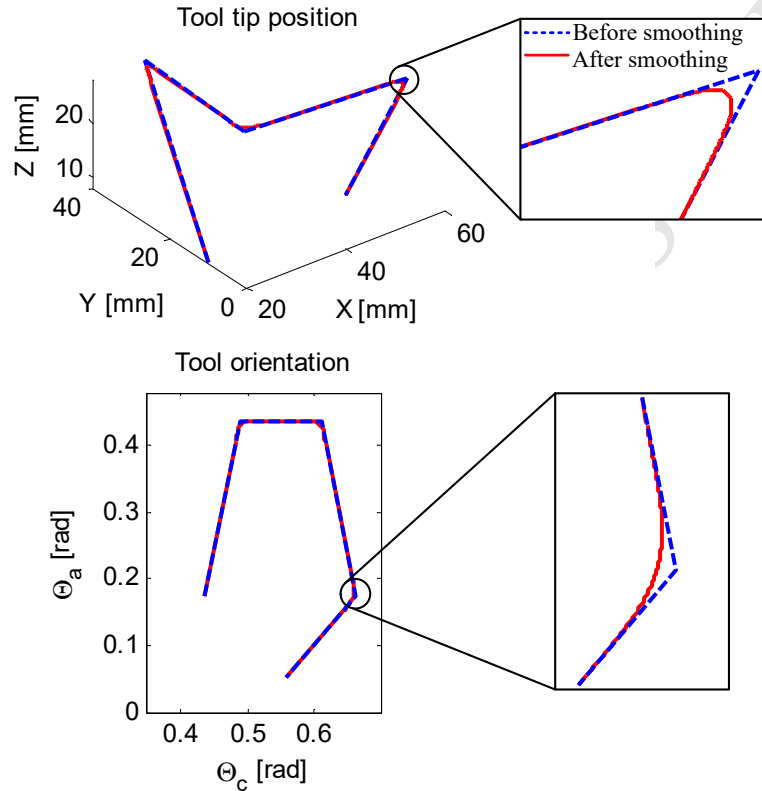 Tool tip position
Before smoothing
After smoothing
Z [mm]
20
10
40
20
0
Y [mm]
20
40
60
X [mm]
Tool orientation
0.4
0.3
0.2
0.1
0
Θa [rad]
0.4 0.5 0.6
Θc [rad]